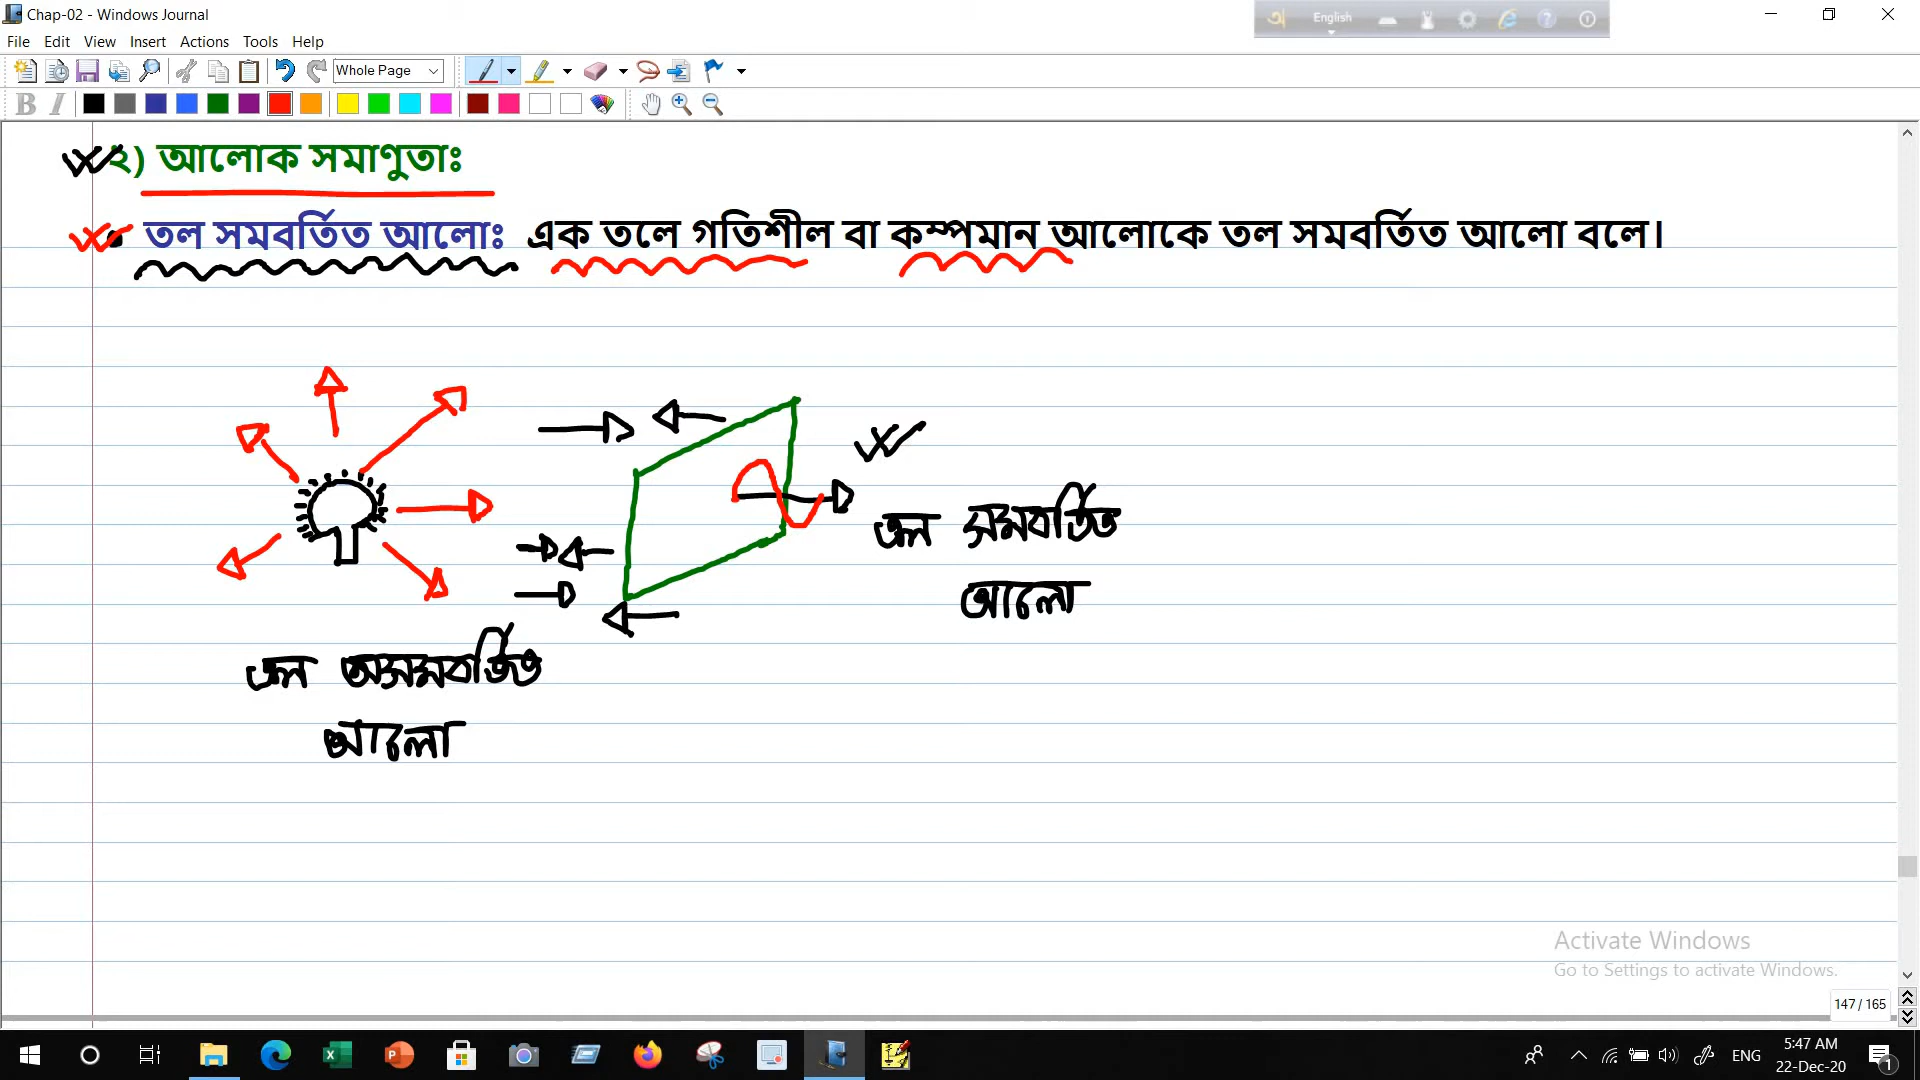 Chap-02 - Windows Journal
English
File Edit View Insert Actions Tools Help
Whole Page
B I
২) আলোক সমাণুতাঃ
তল সমবর্তিত আলোঃ এক তলে গতিশীল বা কম্পমান আলোকে তল সমবর্তিত আলো বলে।
তল সমবর্তিত
আলো
তল অসমবর্তিত
আলো
Activate Windows
Go to Settings to activate Windows.
147 / 165
ENG
5:47 AM
22-Dec-20
1